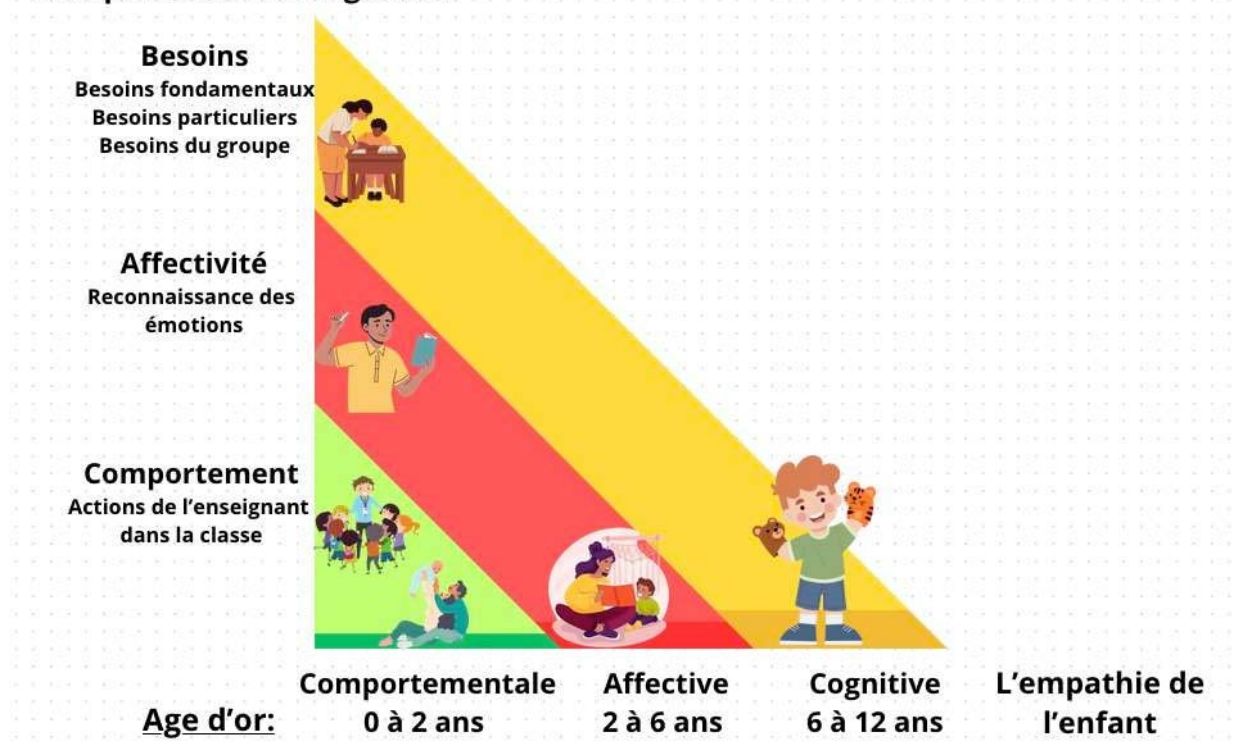 Besoins
Besoins fondamentaux
Besoins particuliers
Besoins du groupe
Affectivité
Reconnaissance des
émotions
Comportement
Actions de l'enseignant
dans la classe
Comportementale
Affective
Cognitive
L'empathie de
l'enfant
Age d'or:
0 à 2 ans
2 à 6 ans
6 à 12 ans